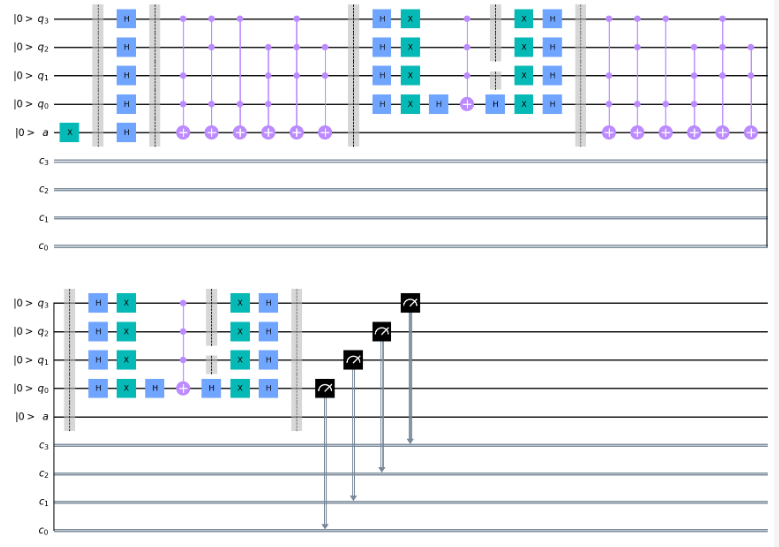 |0 > q3 H H X X H
|0 > q2 H H X X H
|0 > q1 H H X X H
|0 > q0 H H X H H X H
|0 > a X H
c3
c2
c1
c0
|0 > q3 H X X H
|0 > q2 H X X H
|0 > q1 H X X H
|0 > q0 H X H H X H
|0 > a
c3
c2
c1
c0